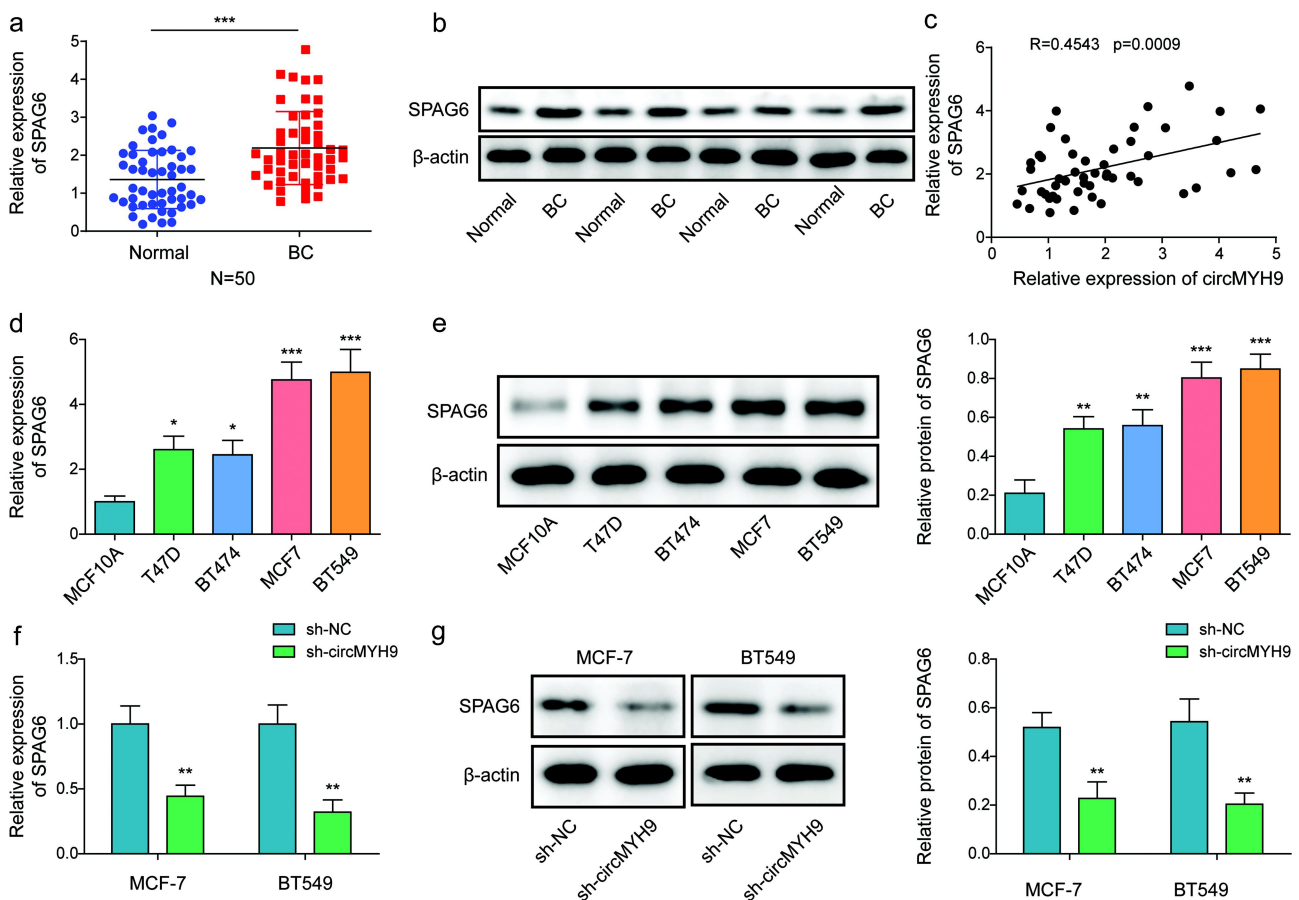 a
***
Relative expression
of SPAG6
5
4
3
2
1
0
Normal
BC
N=50
b
SPAG6
β-actin
Normal
BC
Normal
BC
Normal
BC
Normal
BC
c
R=0.4543 p=0.0009
Relative expression
of SPAG6
6
4
2
0
0 1 2 3 4 5
Relative expression of circMYH9
d
Relative expression
of SPAG6
6
4
2
0
*
*
***
***
MCF10A
T47D
BT474
MCF7
BT549
e
SPAG6
β-actin
MCF10A
T47D
BT474
MCF7
BT549
Relative protein of SPAG6
1.0
0.8
0.6
0.4
0.2
0.0
**
**
***
***
MCF10A
T47D
BT474
MCF7
BT549
f
sh-NC
sh-circMYH9
Relative expression
of SPAG6
1.5
1.0
0.5
0.0
**
**
MCF-7
BT549
g
MCF-7
BT549
SPAG6
β-actin
sh-NC
sh-circMYH9
sh-NC
sh-circMYH9
sh-NC
sh-circMYH9
Relative protein of SPAG6
0.8
0.6
0.4
0.2
0.0
**
**
MCF-7
BT549